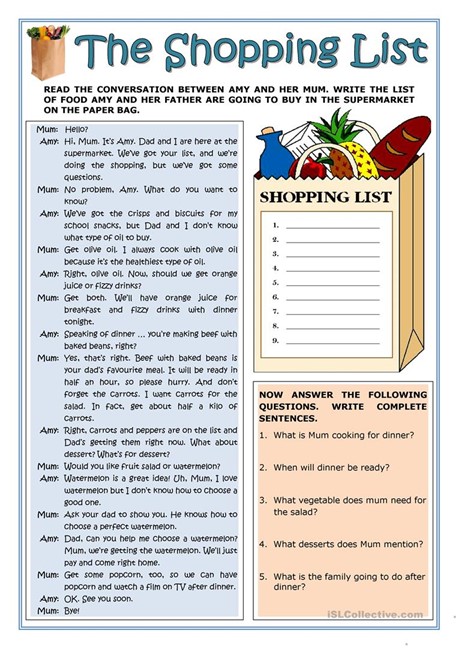 The Shopping List
READ THE CONVERSATION BETWEEN AMY AND HER MUM. WRITE THE LIST
OF FOOD AMY AND HER FATHER ARE GOING TO BUY IN THE SUPERMARKET
ON THE PAPER BAG.
Mum: Hello?
Amy: Hi, Mum. It's Amy. Dad and I are here at the
supermarket. We've got your list, and we're
doing the shopping, but we've got some
questions.
Mum: No problem, Amy. What do you want to
know?
Amy: We've got the crisps and biscuits for my
school snacks, but Dad and I don't know
what type of oil to buy.
Mum: Get olive oil. I always cook with olive oil
because it's the healthiest type of oil.
Amy: Right, olive oil. Now, should we get orange
juice or fizzy drinks?
Mum: Get both. We'll have orange juice for
breakfast and fizzy drinks with dinner
tonight.
Amy: Speaking of dinner … you're making beef with
baked beans, right?
Mum: Yes, that's right. Beef with baked beans is
your dad's favourite meal. It will be ready in
half an hour, so please hurry. And don't
forget the carrots. I want carrots for the
salad. In fact, get about half a kilo of
carrots.
Amy: Right, carrots and peppers are on the list and
Dad's getting them right now. What about
dessert? What's for dessert?
Mum: Would you like fruit salad or watermelon?
Amy: Watermelon is a great idea! Uh, Mum, I love
watermelon but I don't know how to choose a
good one.
Mum: Ask your dad to show you. He knows how to
choose a perfect watermelon.
Amy: Dad, can you help me choose a watermelon?
Mum, we're getting the watermelon. We'll just
pay and come right home.
Mum: Get some popcorn, too, so we can have
popcorn and watch a film on TV after dinner.
Amy: OK. See you soon.
Mum: Bye!
SHOPPING LIST
1.
2.
3.
4.
5.
6.
7.
8.
9.
NOW ANSWER THE FOLLOWING
QUESTIONS. WRITE COMPLETE
SENTENCES.
1. What is Mum cooking for dinner?
2. When will dinner be ready?
3. What vegetable does mum need for
the salad?
4. What desserts does Mum mention?
5. What is the family going to do after
dinner?
iSLCollective.com